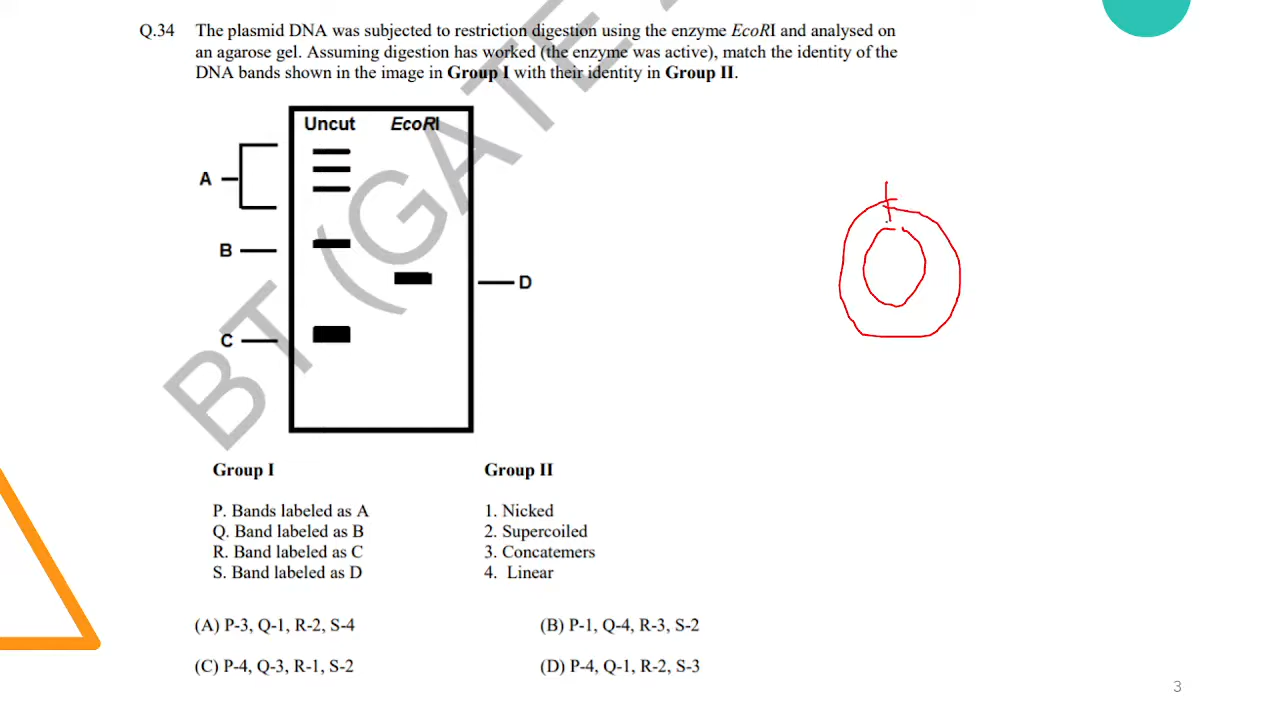 Q.34 The plasmid DNA was subjected to restriction digestion using the enzyme EcoRI and analysed on
an agarose gel. Assuming digestion has worked (the enzyme was active), match the identity of the
DNA bands shown in the image in Group I with their identity in Group II.
Uncut EcoRI
A
B
D
C
BT (GATE
Group I Group II
P. Bands labeled as A 1. Nicked
Q. Band labeled as B 2. Supercoiled
R. Band labeled as C 3. Concatemers
S. Band labeled as D 4. Linear
(A) P-3, Q-1, R-2, S-4 (B) P-1, Q-4, R-3, S-2
(C) P-4, Q-3, R-1, S-2 (D) P-4, Q-1, R-2, S-3
3